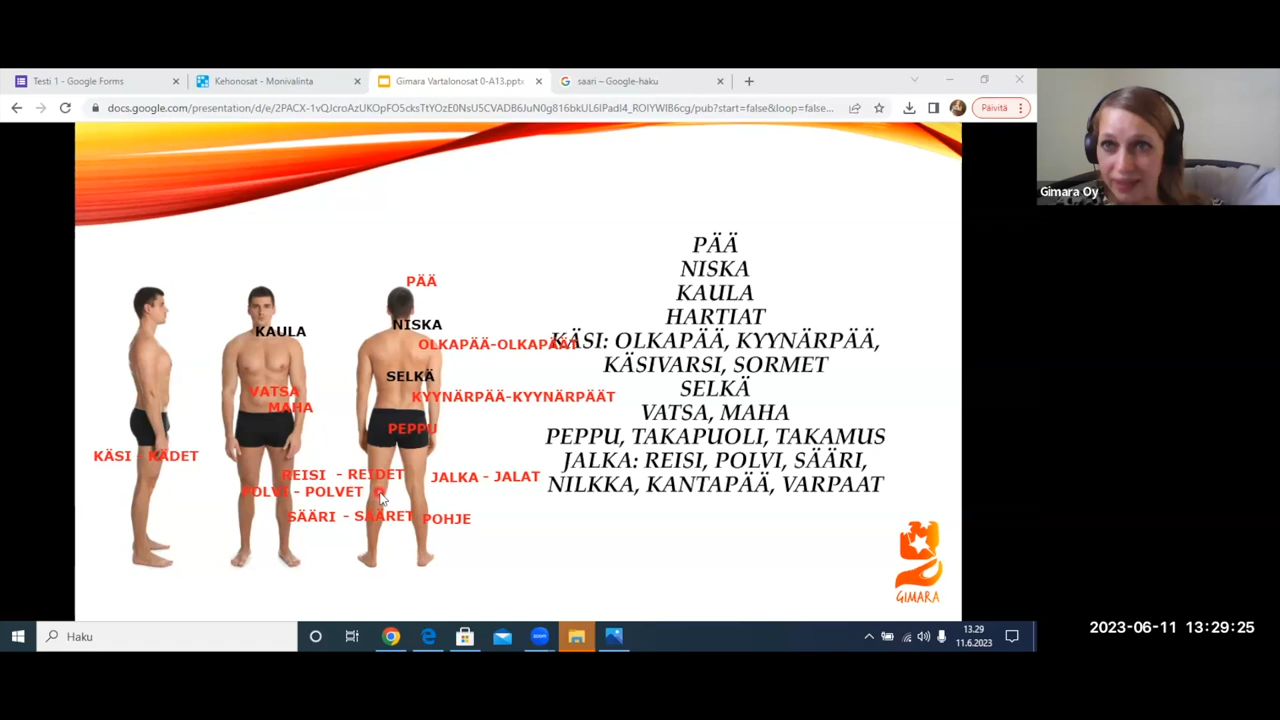 Testi 1 - Google Forms
Kehonosat - Monivalinta
Gimara Vartalonosat 0-A13.pptx
saari – Google-haku
docs.google.com/presentation/d/e/2PACX-1vQJcroAzUKOpFO5cksTtYOzE0NsU5CVADB6JuN0g816bkUL6IPadl4_ROIYWIB6cg/pub?start=false&loop=false...
Päivitä
Gimara Oy
PÄÄ
KAULA
NISKA
OLKAPÄÄ-OLKAPÄÄT
SELKÄ
VATSA
MAHA
KYYNÄRPÄÄ-KYYNÄRPÄÄT
PEPPU
KÄSI - KÄDET
REISI - REIDET
JALKA - JALAT
POLVI - POLVET
SÄÄRI - SÄÄRET
POHJE
PÄÄ
NISKA
KAULA
HARTIAT
KÄSI: OLKAPÄÄ, KYYNÄRPÄÄ,
KÄSIVARSI, SORMET
SELKÄ
VATSA, MAHA
PEPPU, TAKAPUOLI, TAKAMUS
JALKA: REISI, POLVI, SÄÄRI,
NILKKA, KANTAPÄÄ, VARPAAT
GIMARA
Haku
zoom
13.29
11.6.2023
2023-06-11 13:29:25